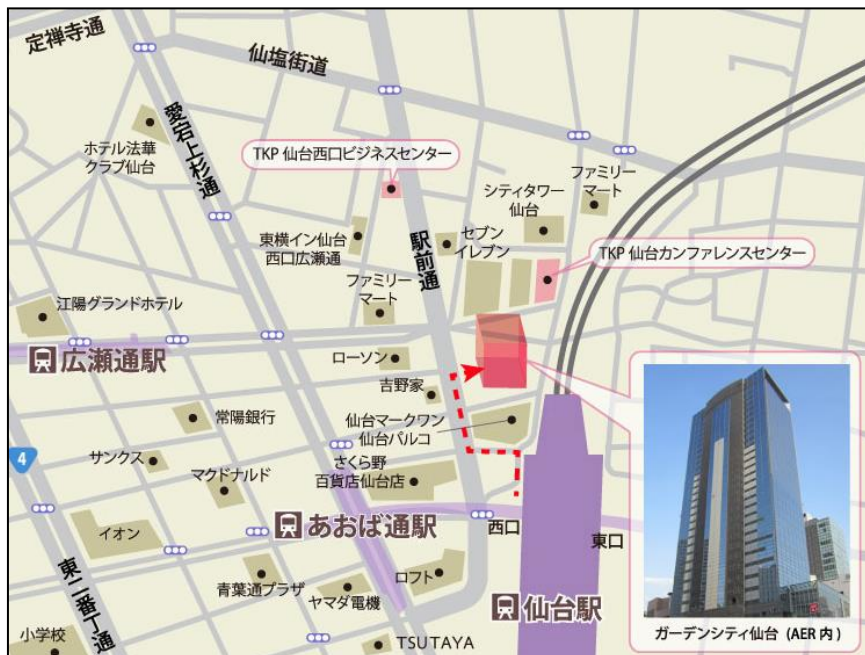 定禅寺通
仙塩街道
愛宕上杉通
ホテル法華
クラブ仙台
TKP 仙台西口ビジネスセンター
ファミリー
マート
シティタワー
仙台
東横イン仙台
西口広瀬通
駅前通
セブン
イレブン
TKP 仙台カンファレンスセンター
江陽グランドホテル
ファミリー
マート
広瀬通駅
ローソン
吉野家
常陽銀行
仙台マークワン
仙台パルコ
4
サンクス
マクドナルド
さくら野
百貨店仙台店
イオン
あおば通駅
西口
東口
東二番丁通
青葉通プラザ
ヤマダ電機
ロフト
仙台駅
小学校
TSUTAYA
ガーデンシティ仙台 (AER 内)